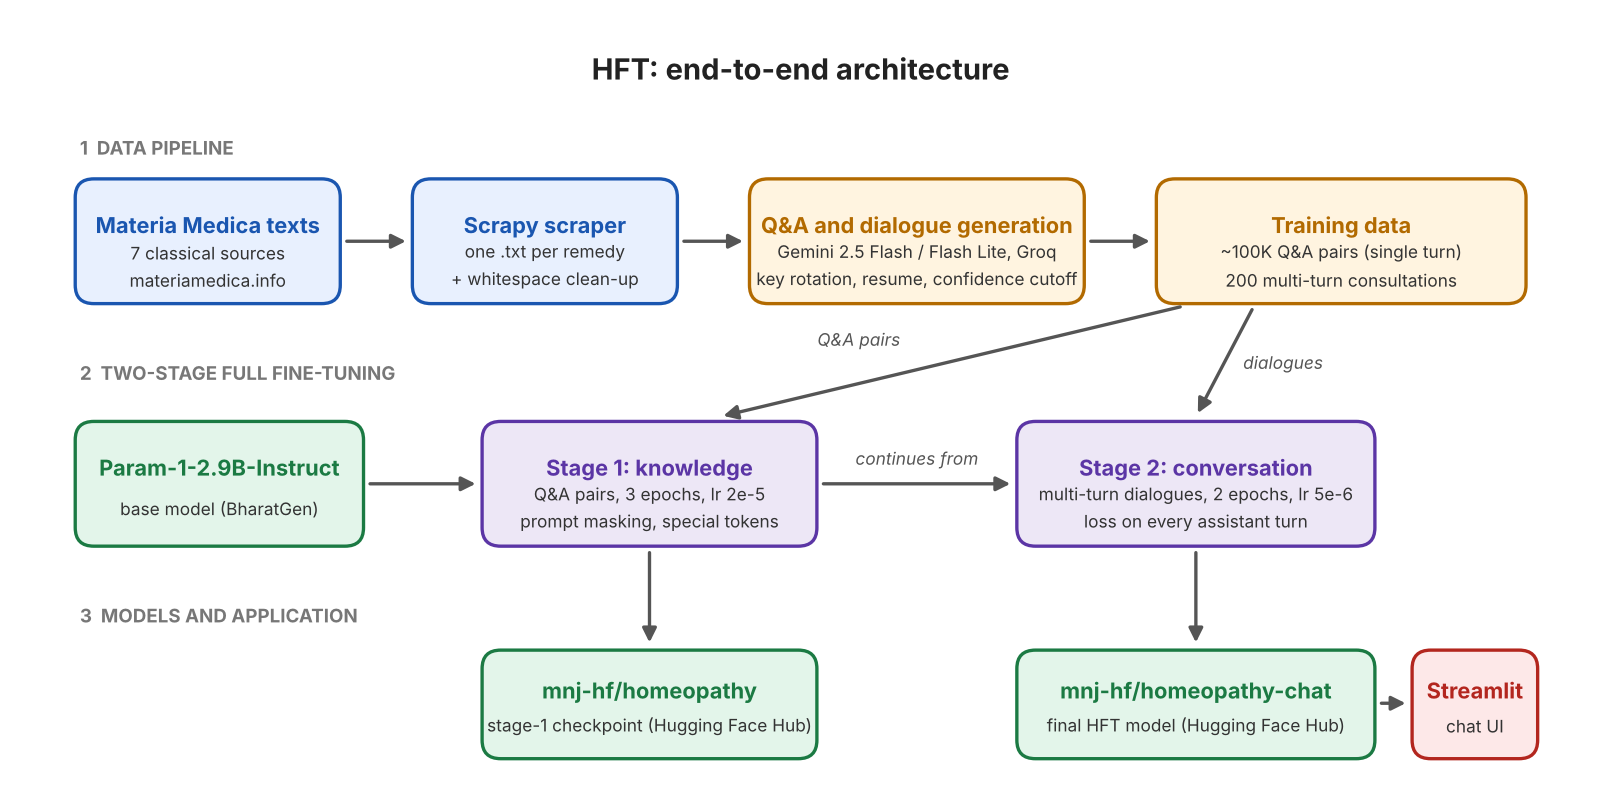 HFT: end-to-end architecture
1 DATA PIPELINE
Materia Medica texts
7 classical sources
materiamedica.info
Scrapy scraper
one .txt per remedy
+ whitespace clean-up
Q&A and dialogue generation
Gemini 2.5 Flash / Flash Lite, Groq
key rotation, resume, confidence cutoff
Training data
~100K Q&A pairs (single turn)
200 multi-turn consultations
Q&A pairs
dialogues
2 TWO-STAGE FULL FINE-TUNING
Param-1-2.9B-Instruct
base model (BharatGen)
Stage 1: knowledge
Q&A pairs, 3 epochs, lr 2e-5
prompt masking, special tokens
continues from
Stage 2: conversation
multi-turn dialogues, 2 epochs, lr 5e-6
loss on every assistant turn
3 MODELS AND APPLICATION
mnj-hf/homeopathy
stage-1 checkpoint (Hugging Face Hub)
mnj-hf/homeopathy-chat
final HFT model (Hugging Face Hub)
Streamlit
chat UI